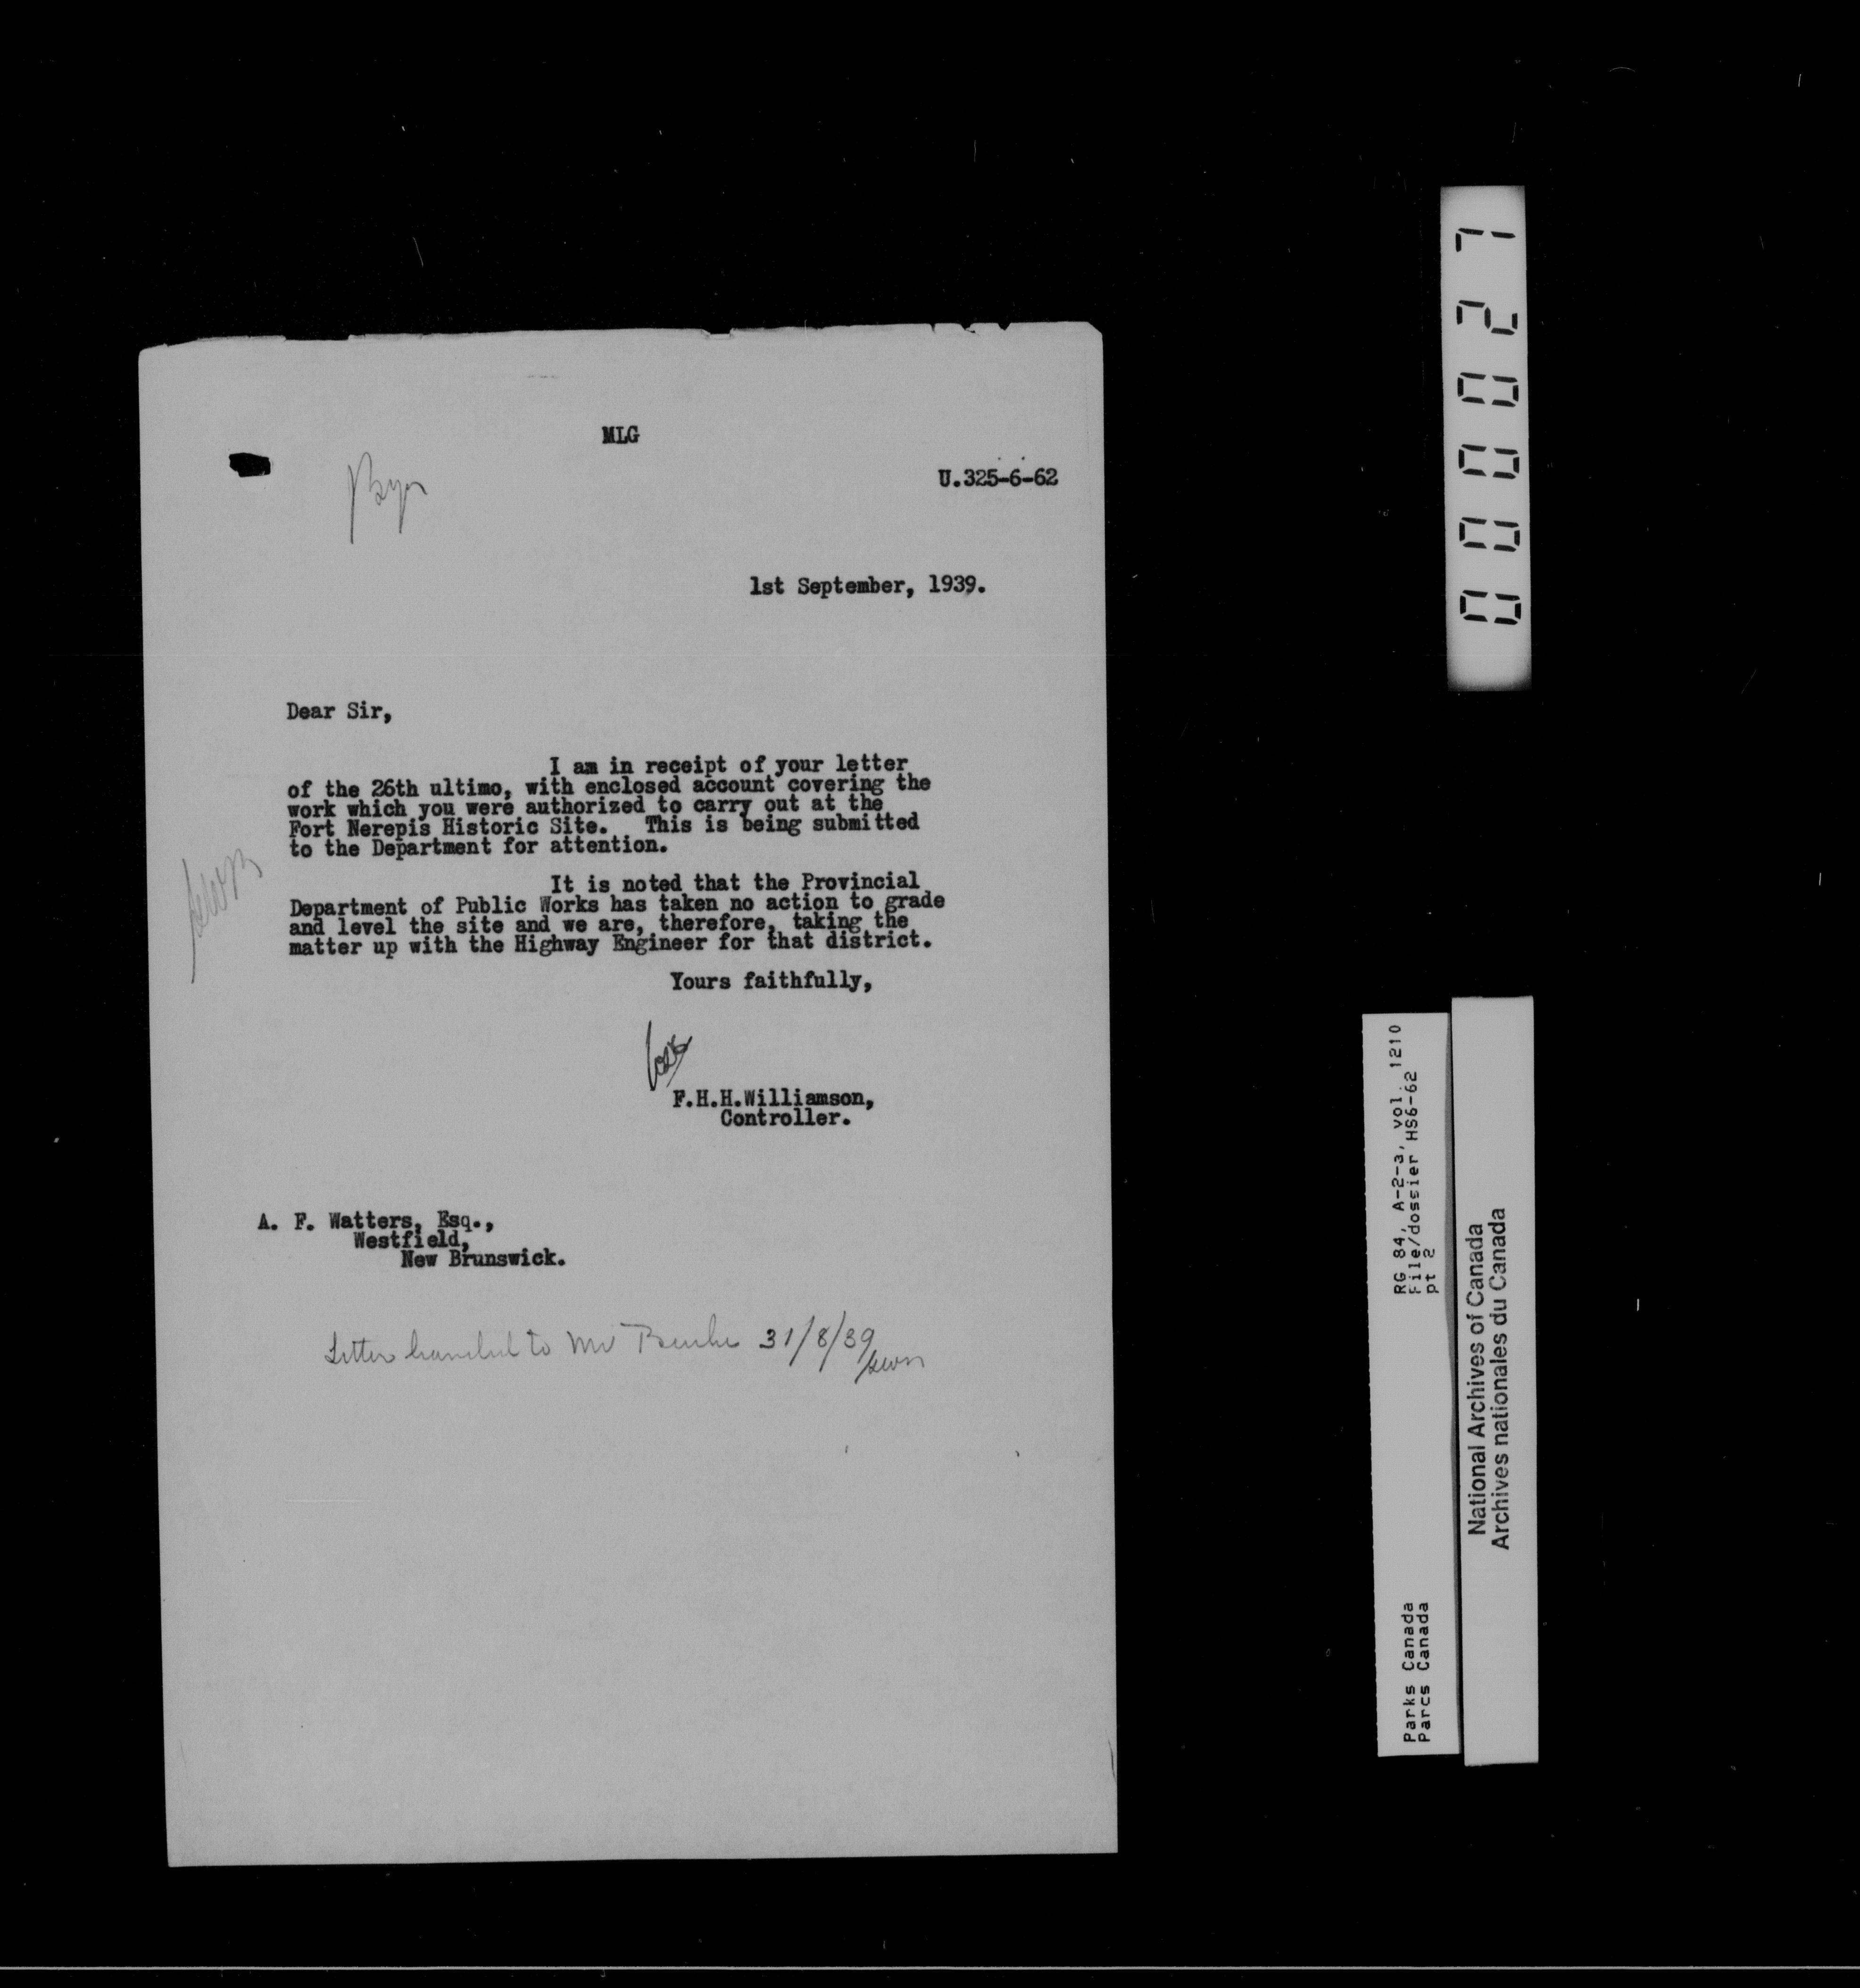 MLG
U.325-6-62
1st September, 1939.
Dear Sir,
I am in receipt of your letter
of the 26th ultimo, with enclosed account covering the
work which you were authorized to carry out at the
Fort Nerepis Historic Site. This is being submitted
to the Department for attention.
It is noted that the Provincial
Department of Public Works has taken no action to grade
and level the site and we are, therefore, taking the
matter up with the Highway Engineer for that district.
Yours faithfully,
F.H.H.Williamson,
Controller.
A. F. Watters, Esq.,
Westfield,
New Brunswick.
Letter handed to Mr 31/8/39
000027
RG 84, A-2-a, vol. 1210
File/dossier HS6-62
pt 2
Parks Canada
Parcs Canada
National Archives of Canada
Archives nationales du Canada